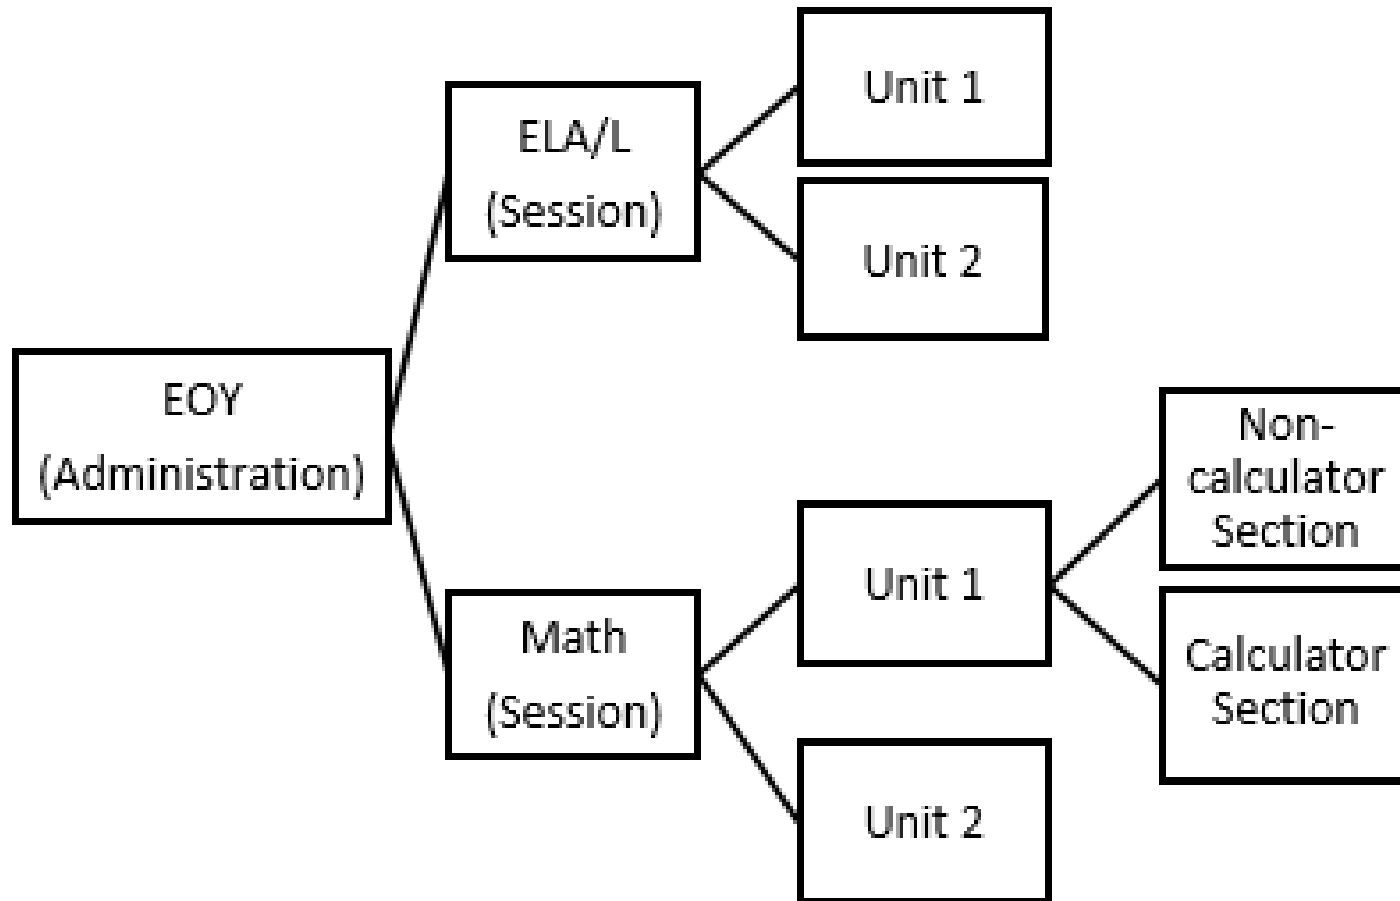 EOY
(Administration)
ELA/L
(Session)
Unit 1
Unit 2
Math
(Session)
Unit 1
Non-
calculator
Section
Calculator
Section
Unit 2